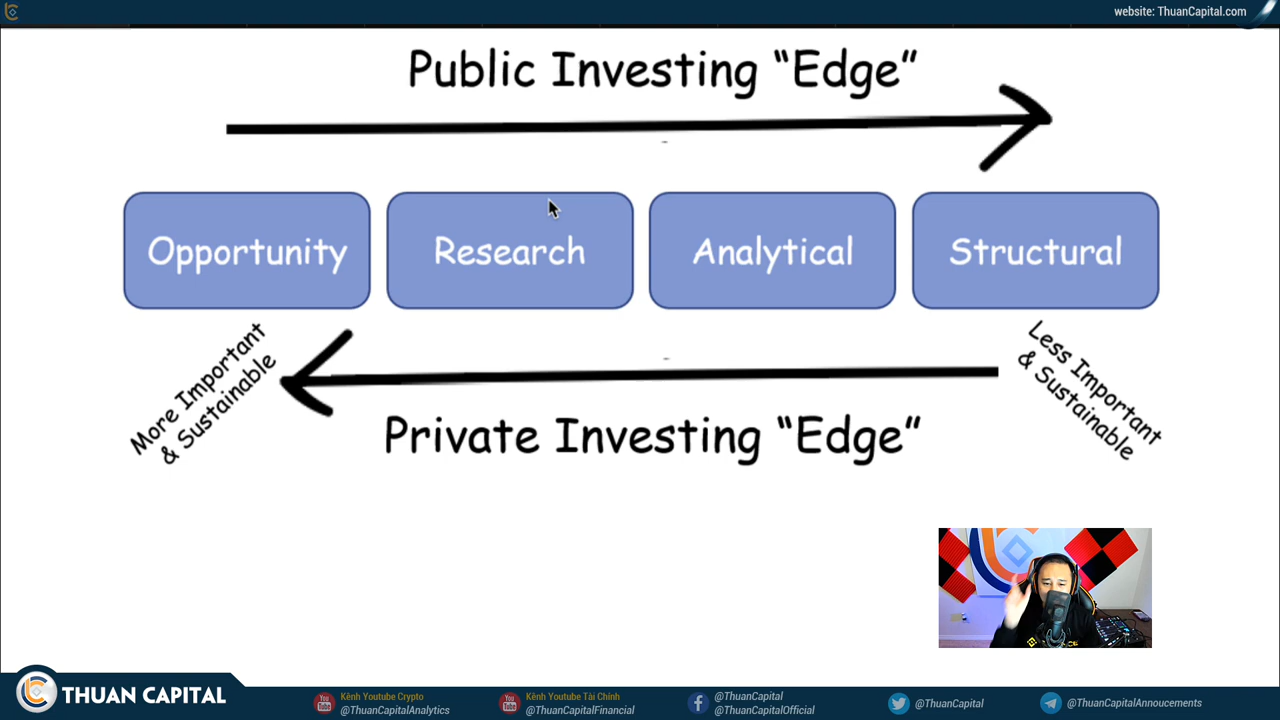 website: ThuanCapital.com
Public Investing “Edge”
Opportunity
Research
Analytical
Structural
More Important
& Sustainable
Less Important
& Sustainable
Private Investing “Edge”
THUAN CAPITAL
Kênh Youtube Crypto
@ThuanCapitalAnalytics
Kênh Youtube Tài Chính
@ThuanCapitalFinancial
@ThuanCapital
@ThuanCapitalOfficial
@ThuanCapital
@ThuanCapitalAnnoucements